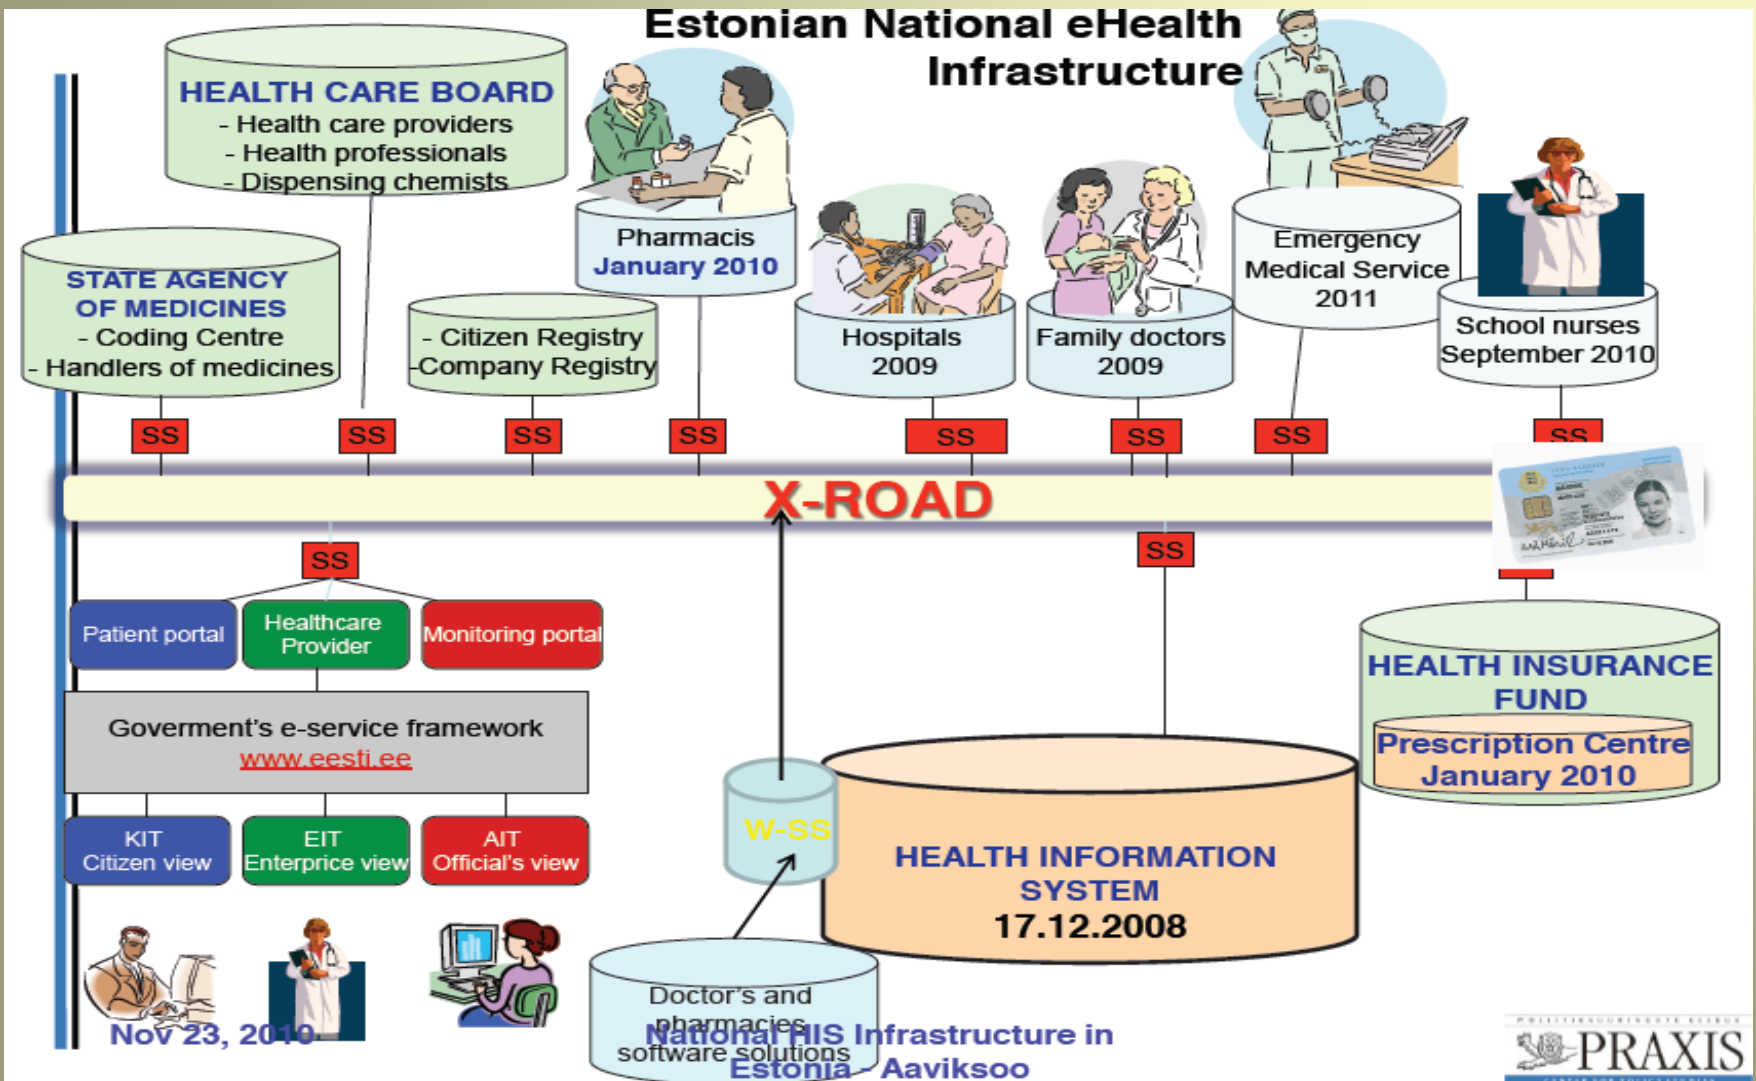 Estonian National eHealth
Infrastructure
HEALTH CARE BOARD
- Health care providers
- Health professionals
- Dispensing chemists
STATE AGENCY
OF MEDICINES
- Coding Centre
- Handlers of medicines
- Citizen Registry
-Company Registry
Pharmacis
January 2010
Hospitals
2009
Family doctors
2009
Emergency
Medical Service
2011
School nurses
September 2010
SS
SS
SS
SS
SS
SS
SS
SS
X-ROAD
SS
SS
Patient portal
Healthcare
Provider
Monitoring portal
Goverment's e-service framework
www.eesti.ee
KIT
Citizen view
EIT
Enterprice view
AIT
Official's view
HEALTH INSURANCE
FUND
Prescription Centre
January 2010
W-SS
HEALTH INFORMATION
SYSTEM
17.12.2008
Doctor's and
pharmacies
software solutions
Nov 23, 2010
National HIS Infrastructure in
Estonia - Aaviksoo
PRAXIS